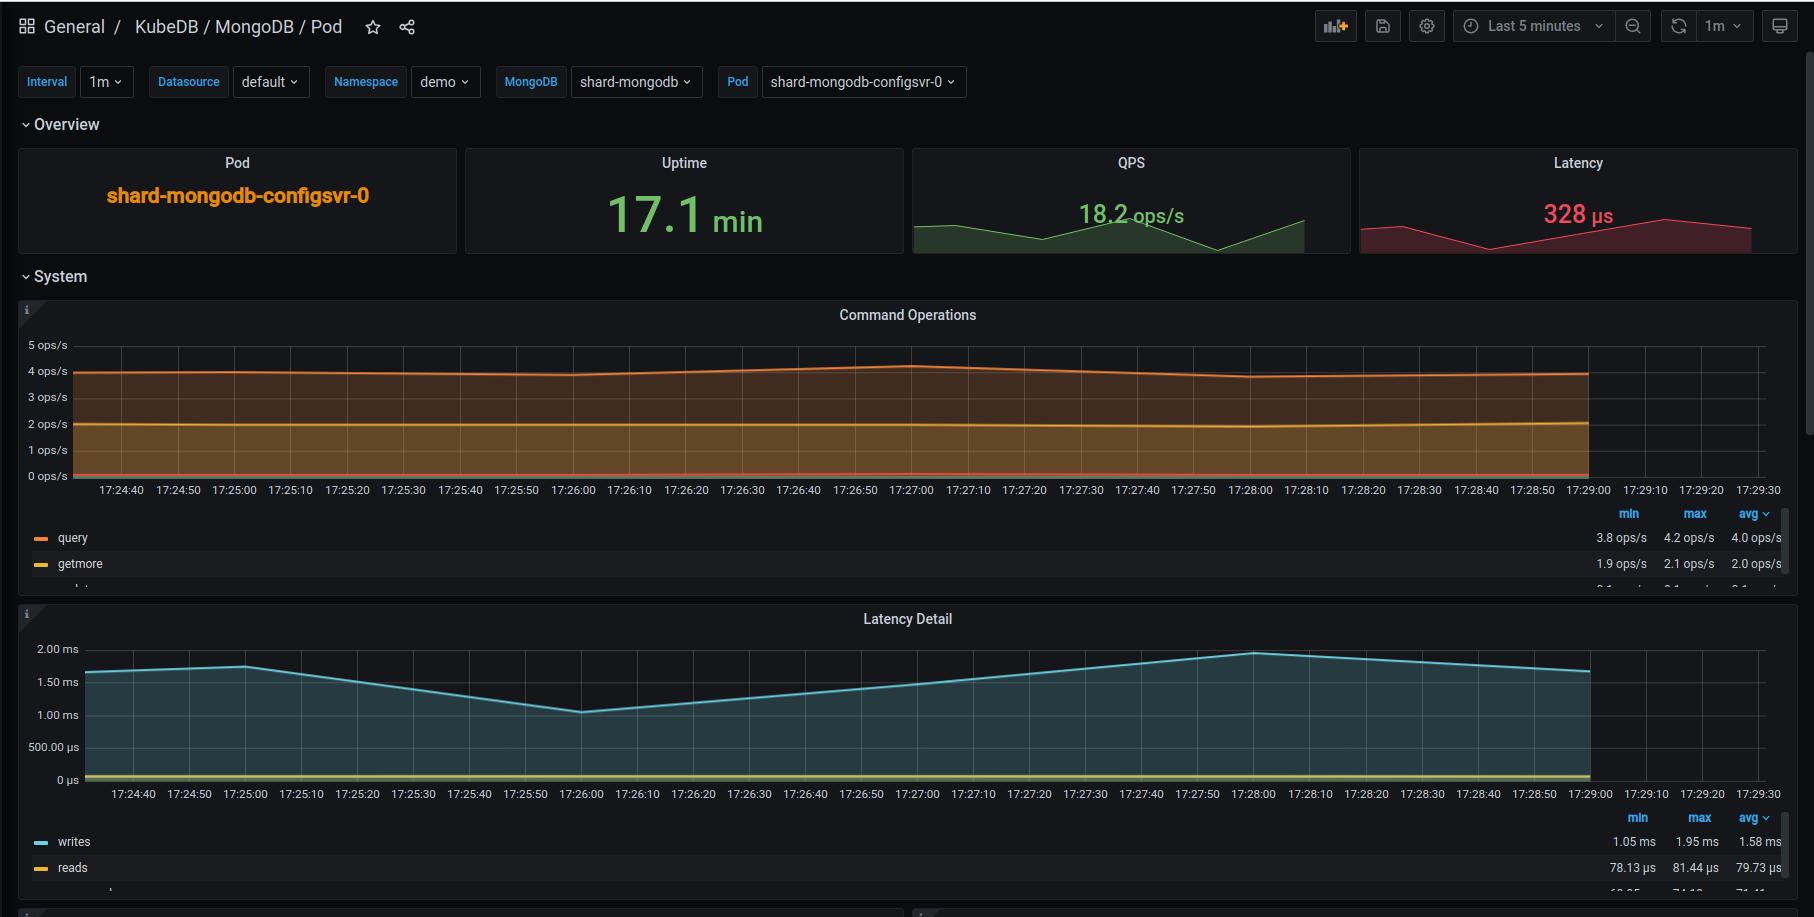 General / KubeDB / MongoDB / Pod
Last 5 minutes 1m
Interval 1m Datasource default Namespace demo MongoDB shard-mongodb Pod shard-mongodb-configsvr-0
Overview
Pod Uptime QPS Latency
shard-mongodb-configsvr-0 17.1 min 18.2 ops/s 328 µs
System
Command Operations
5 ops/s
4 ops/s
3 ops/s
2 ops/s
1 ops/s
0 ops/s
17:24:40 17:24:50 17:25:00 17:25:10 17:25:20 17:25:30 17:25:40 17:25:50 17:26:00 17:26:10 17:26:20 17:26:30 17:26:40 17:26:50 17:27:00 17:27:10 17:27:20 17:27:30 17:27:40 17:27:50 17:28:00 17:28:10 17:28:20 17:28:30 17:28:40 17:28:50 17:29:00 17:29:10 17:29:20 17:29:30
min max avg
query 3.8 ops/s 4.2 ops/s 4.0 ops/s
getmore 1.9 ops/s 2.1 ops/s 2.0 ops/s
Latency Detail
2.00 ms
1.50 ms
1.00 ms
500.00 µs
0 µs
17:24:40 17:24:50 17:25:00 17:25:10 17:25:20 17:25:30 17:25:40 17:25:50 17:26:00 17:26:10 17:26:20 17:26:30 17:26:40 17:26:50 17:27:00 17:27:10 17:27:20 17:27:30 17:27:40 17:27:50 17:28:00 17:28:10 17:28:20 17:28:30 17:28:40 17:28:50 17:29:00 17:29:10 17:29:20 17:29:30
min max avg
writes 1.05 ms 1.95 ms 1.58 ms
reads 78.13 µs 81.44 µs 79.73 µs